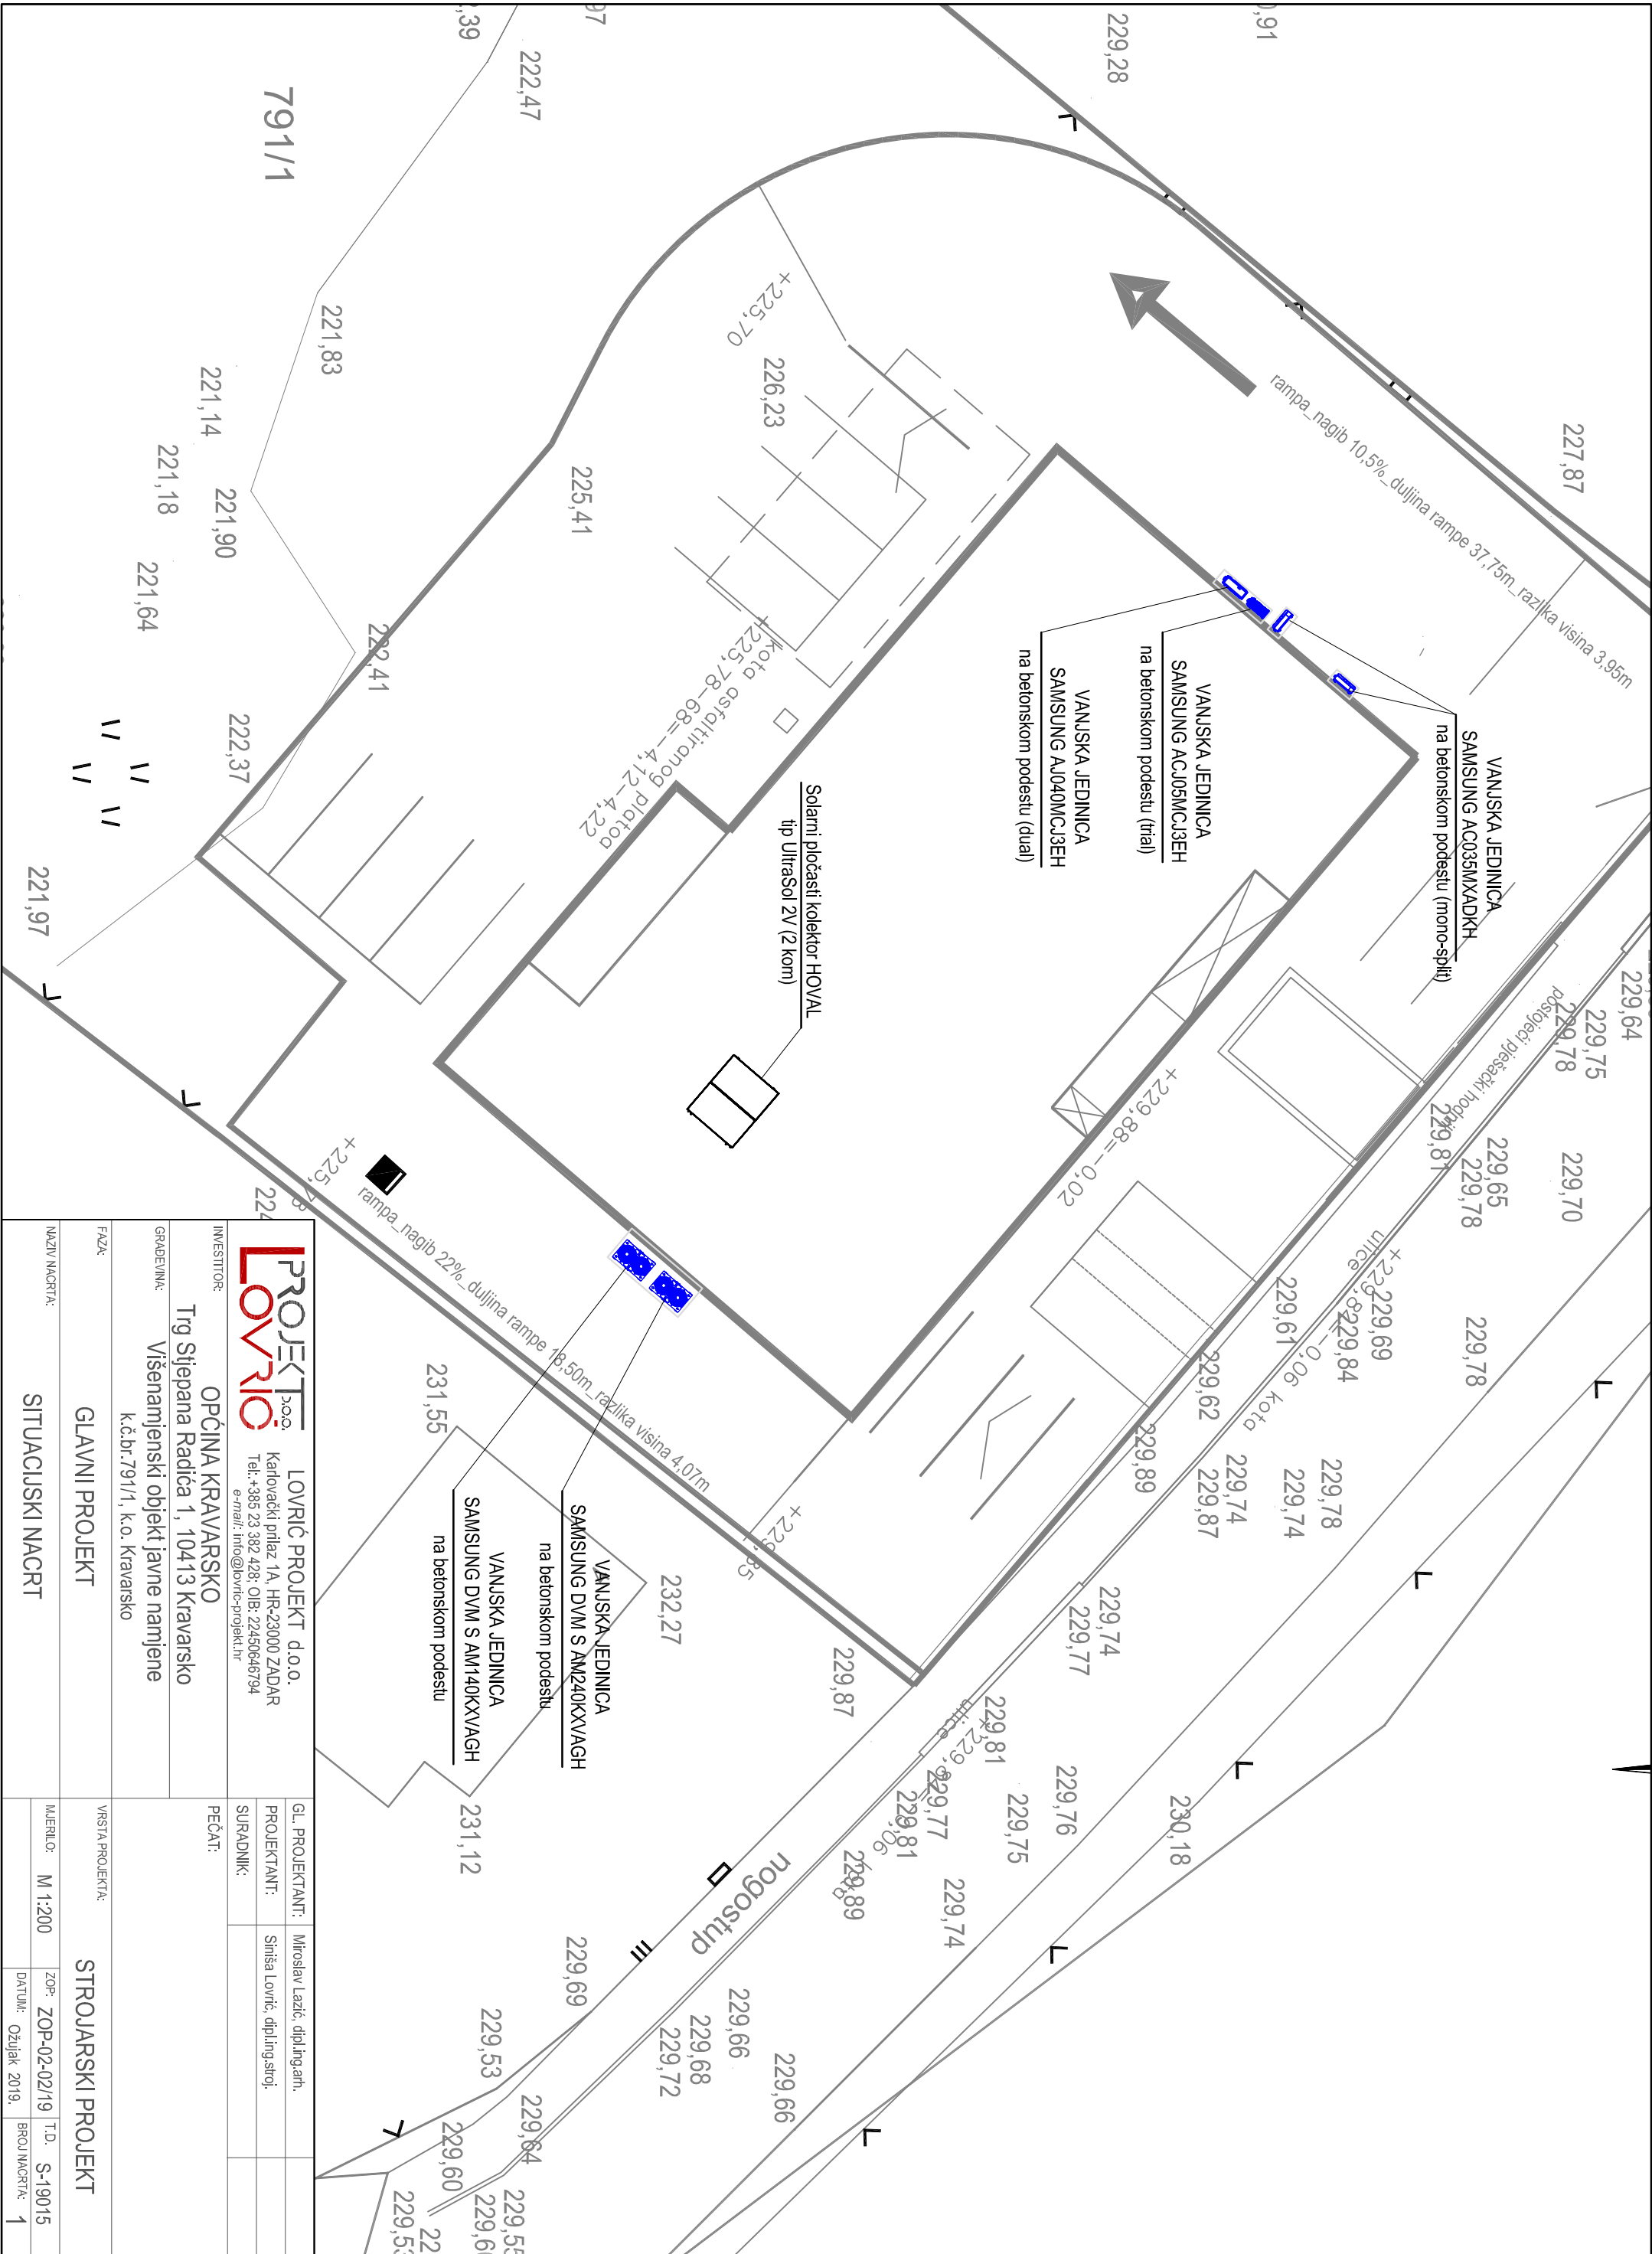 791/1
222,47
229,28
227,87
221,83
221,14
221,18
221,90
221,64
222,41
222,37
221,97
225,41
226,23
+225,70
rampa_nagib 10,5%_duljina rampe 37,75m_razlika visina 3,95m
kota asfaltiranog platoa
+225,78-68=-4,12-4,22
VANJSKA JEDINICA
SAMSUNG AC035MXADKH
na betonskom podestu (mono-split)
VANJSKA JEDINICA
SAMSUNG ACJ05MCJ3EH
na betonskom podestu (trial)
VANJSKA JEDINICA
SAMSUNG AJ040MCJ3EH
na betonskom podestu (dual)
Solarni pločasti kolektor HOVAL
tip UltraSol 2V (2 kom)
+229,88=-0,02
postojeći pješački hodnik
229,64
229,75
229,78
229,81
229,65
229,78
229,70
229,61
229,69
229,84
229,78
229,62
229,89
229,74
229,87
229,78
229,74
ulice
kota
rampa_nagib 22%_duljina rampe 18,50m_razlika visina 4,07m
231,55
232,27
231,12
VANJSKA JEDINICA
SAMSUNG DVM S AM240KXVAGH
na betonskom podestu
VANJSKA JEDINICA
SAMSUNG DVM S AM140KXVAGH
na betonskom podestu
229,74
229,77
229,87
229,81
229,77
229,81
229,89
229,76
229,75
229,74
230,18
ulice
nogostup
229,69
229,53
229,66
229,68
229,72
229,66
229,64
229,60
229,55
PROJEKT D.O.O.
LOVRIĆ
LOVRIĆ PROJEKT d.o.o.
Karlovački prilaz 1A, HR-23000 ZADAR
Tel.:+385 23 382 428; OIB: 22450646794
e-mail: info@lovric-projekt.hr
INVESTITOR:
OPĆINA KRAVARSKO
Trg Stjepana Radića 1, 10413 Kravarsko
GRAĐEVINA:
Višenamjenski objekt javne namjene
k.č.br.791/1, k.o. Kravarsko
FAZA:
GLAVNI PROJEKT
NAZIV NACRTA:
SITUACIJSKI NACRT
GL. PROJEKTANT: Miroslav Lazić, dipl.ing.arh.
PROJEKTANT: Siniša Lovrić, dipl.ing.stroj.
SURADNIK:
PEČAT:
VRSTA PROJEKTA:
STROJARSKI PROJEKT
MJERILO: M 1:200
ZOP: ZOP-02-02/19
T.D. S-19015
DATUM: Ožujak 2019.
BROJ NACRTA: 1